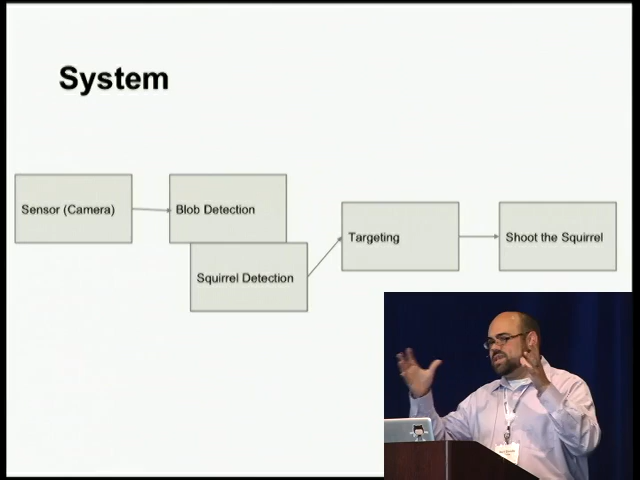 System
Sensor (Camera)
Blob Detection
Squirrel Detection
Targeting
Shoot the Squirrel